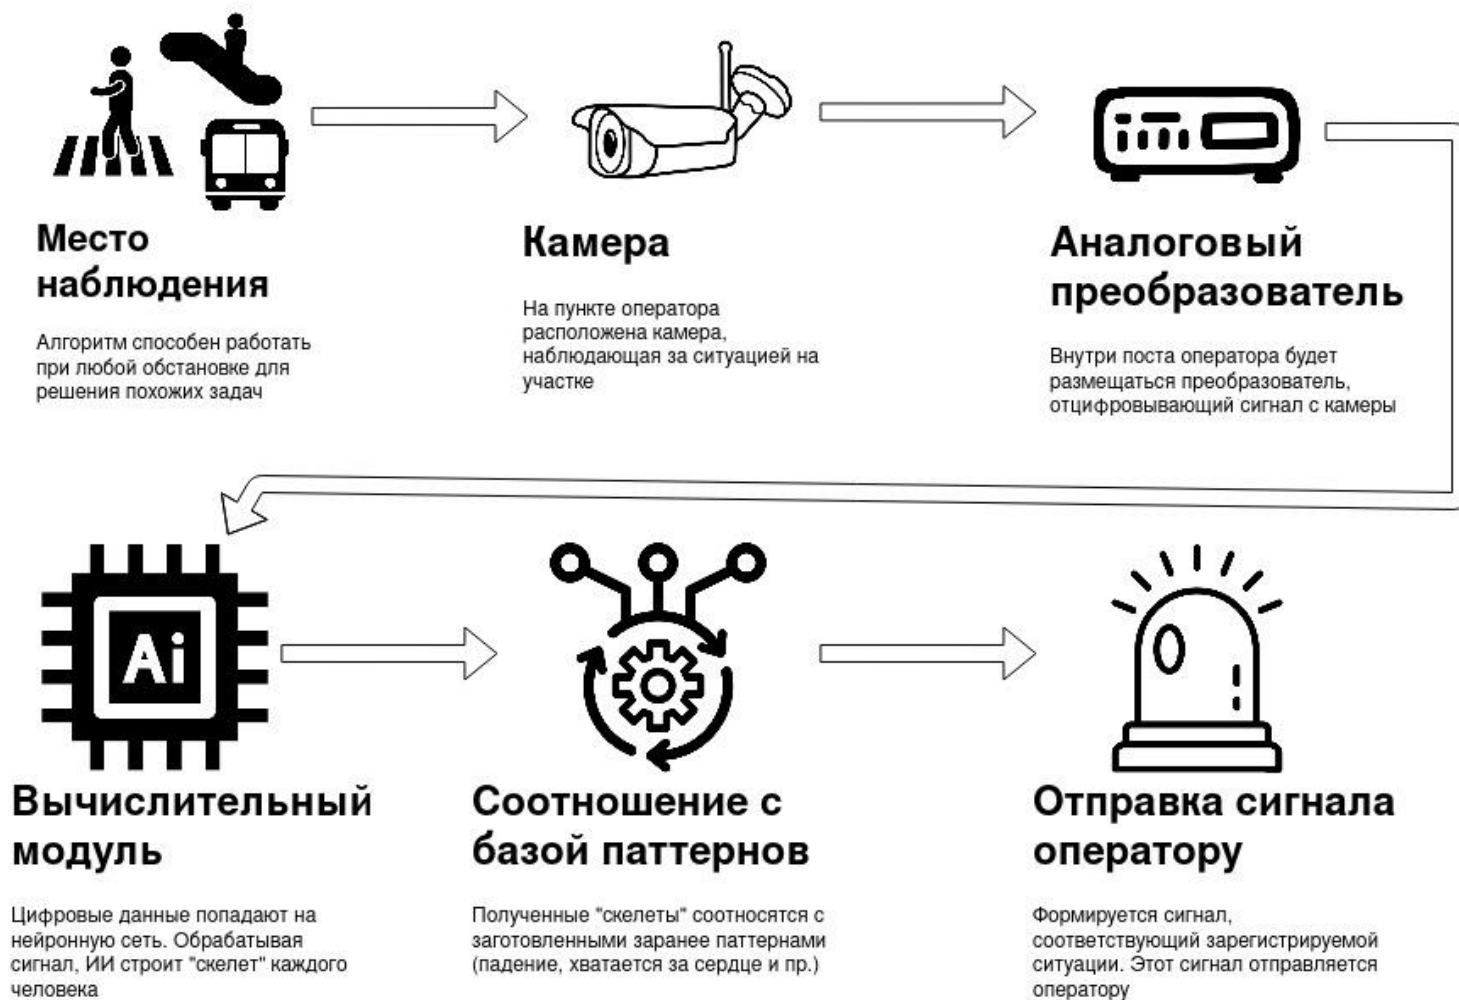 Место
наблюдения
Алгоритм способен работать
при любой обстановке для
решения похожих задач
Камера
На пункте оператора
расположена камера,
наблюдающая за ситуацией на
участке
Аналоговый
преобразователь
Внутри поста оператора будет
размещаться преобразователь,
отцифровывающий сигнал с камеры
Ai
Вычислительный
модуль
Цифровые данные попадают на
нейронную сеть. Обрабатывая
сигнал, ИИ строит "скелет" каждого
человека
Соотношение с
базой паттернов
Полученные "скелеты" соотносятся с
заготовленными заранее паттернами
(падение, хватается за сердце и пр.)
Отправка сигнала
оператору
Формируется сигнал,
соответствующий зарегистрируемой
ситуации. Этот сигнал отправляется
оператору